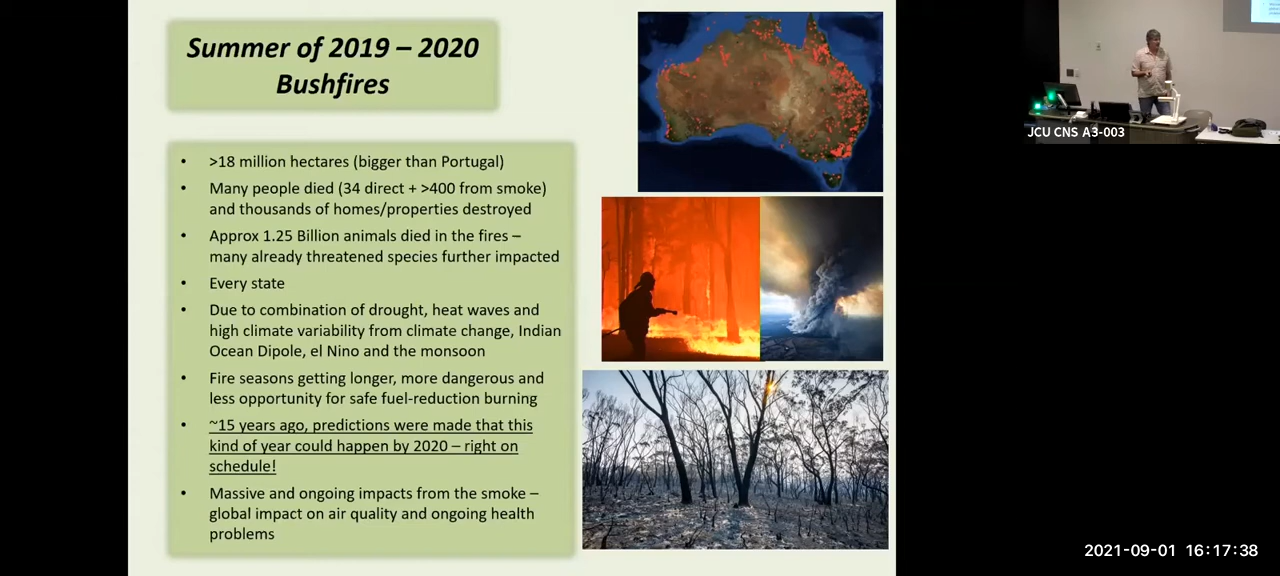 Summer of 2019 – 2020
Bushfires
• >18 million hectares (bigger than Portugal)
• Many people died (34 direct + >400 from smoke)
and thousands of homes/properties destroyed
• Approx 1.25 Billion animals died in the fires –
many already threatened species further impacted
• Every state
• Due to combination of drought, heat waves and
high climate variability from climate change, Indian
Ocean Dipole, el Nino and the monsoon
• Fire seasons getting longer, more dangerous and
less opportunity for safe fuel-reduction burning
• ~15 years ago, predictions were made that this
kind of year could happen by 2020 – right on
schedule!
• Massive and ongoing impacts from the smoke –
global impact on air quality and ongoing health
problems
JCU CNS A3-003
2021-09-01 16:17:38